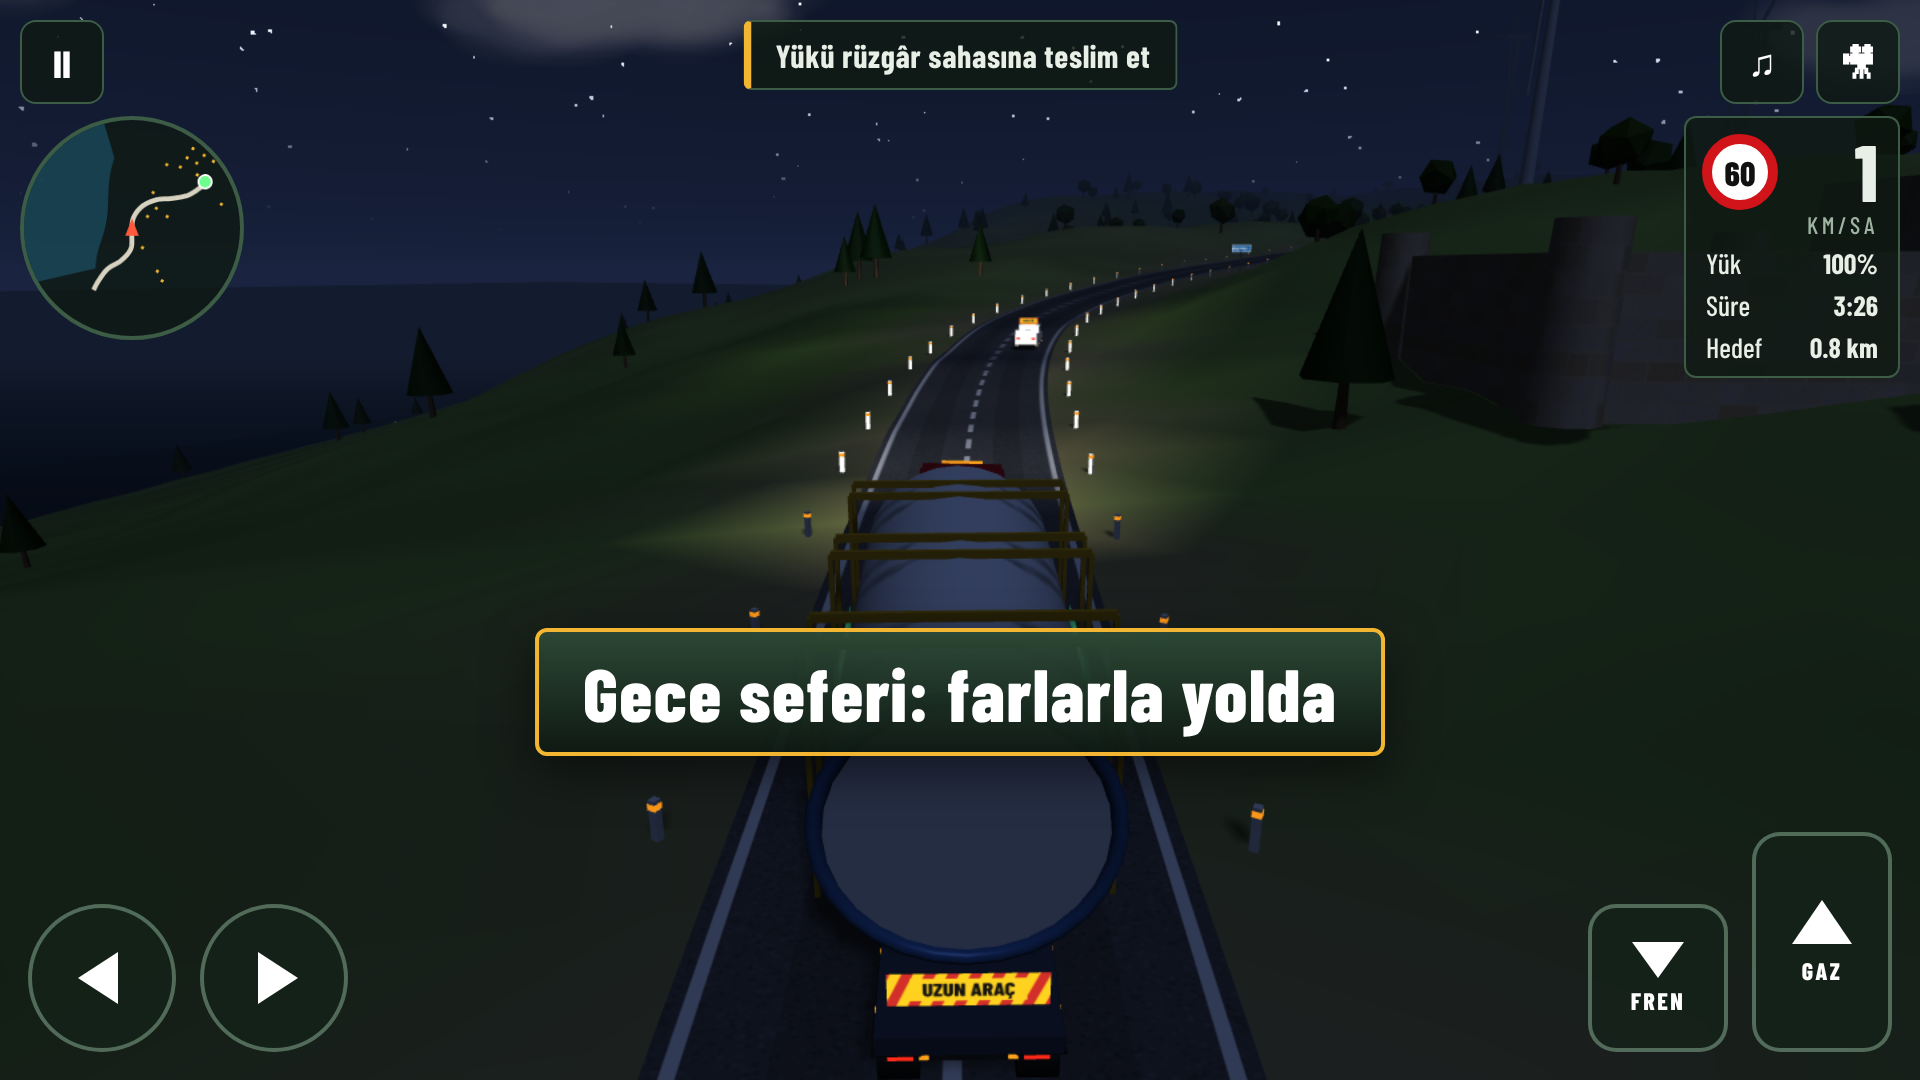 Yükü rüzgâr sahasına teslim et
60
1
KM/SA
Yük 100%
Süre 3:26
Hedef 0.8 km
Gece seferi: farlarla yolda
UZUN ARAÇ
FREN
GAZ